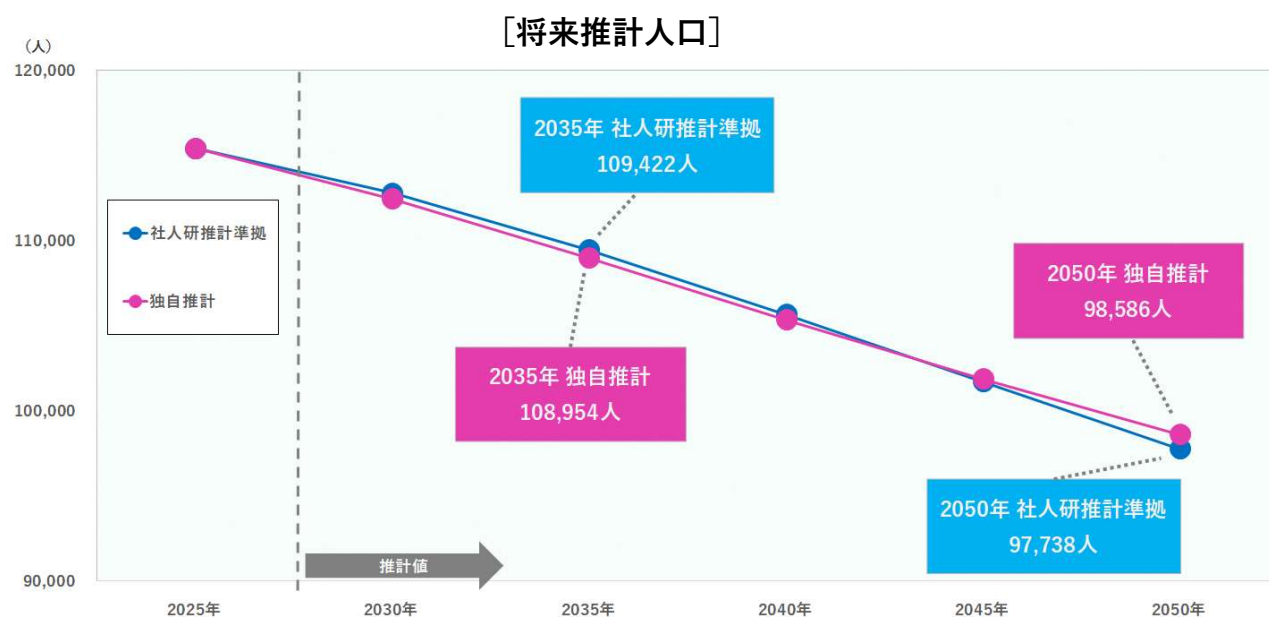 ［将来推計人口］
（人）
120,000
110,000
100,000
90,000
社人研推計準拠
独自推計
2035年 社人研推計準拠
109,422人
2035年 独自推計
108,954人
2050年 独自推計
98,586人
2050年 社人研推計準拠
97,738人
推計値
2025年
2030年
2035年
2040年
2045年
2050年